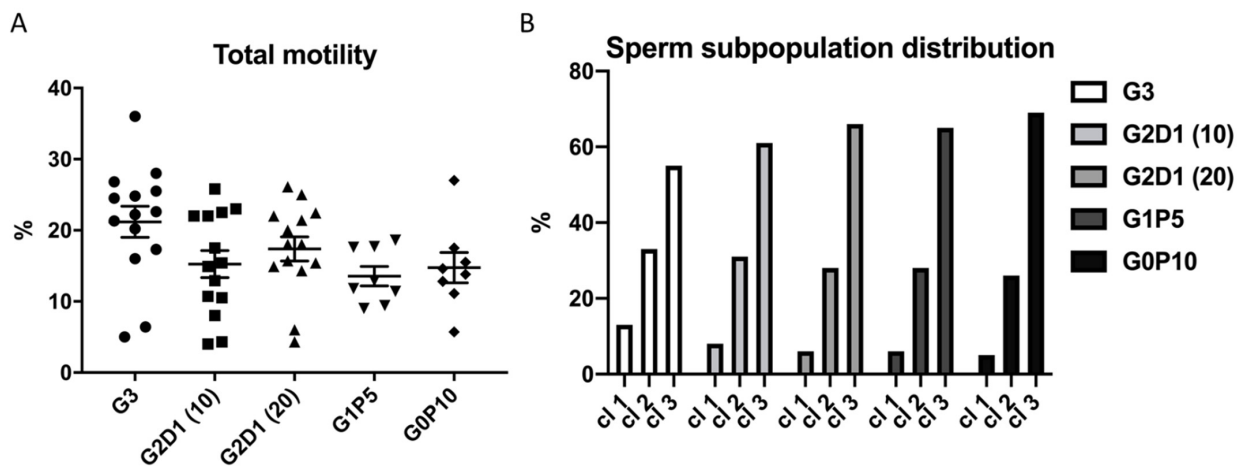 A
Total motility
40
30
20
10
0
%
G3
G2D1 (10)
G2D1 (20)
G1P5
G0P10
B
Sperm subpopulation distribution
80
60
40
20
0
%
cl 1
cl 2
cl 3
cl 1
cl 2
cl 3
cl 1
cl 2
cl 3
cl 1
cl 2
cl 3
cl 1
cl 2
cl 3
G3
G2D1 (10)
G2D1 (20)
G1P5
G0P10